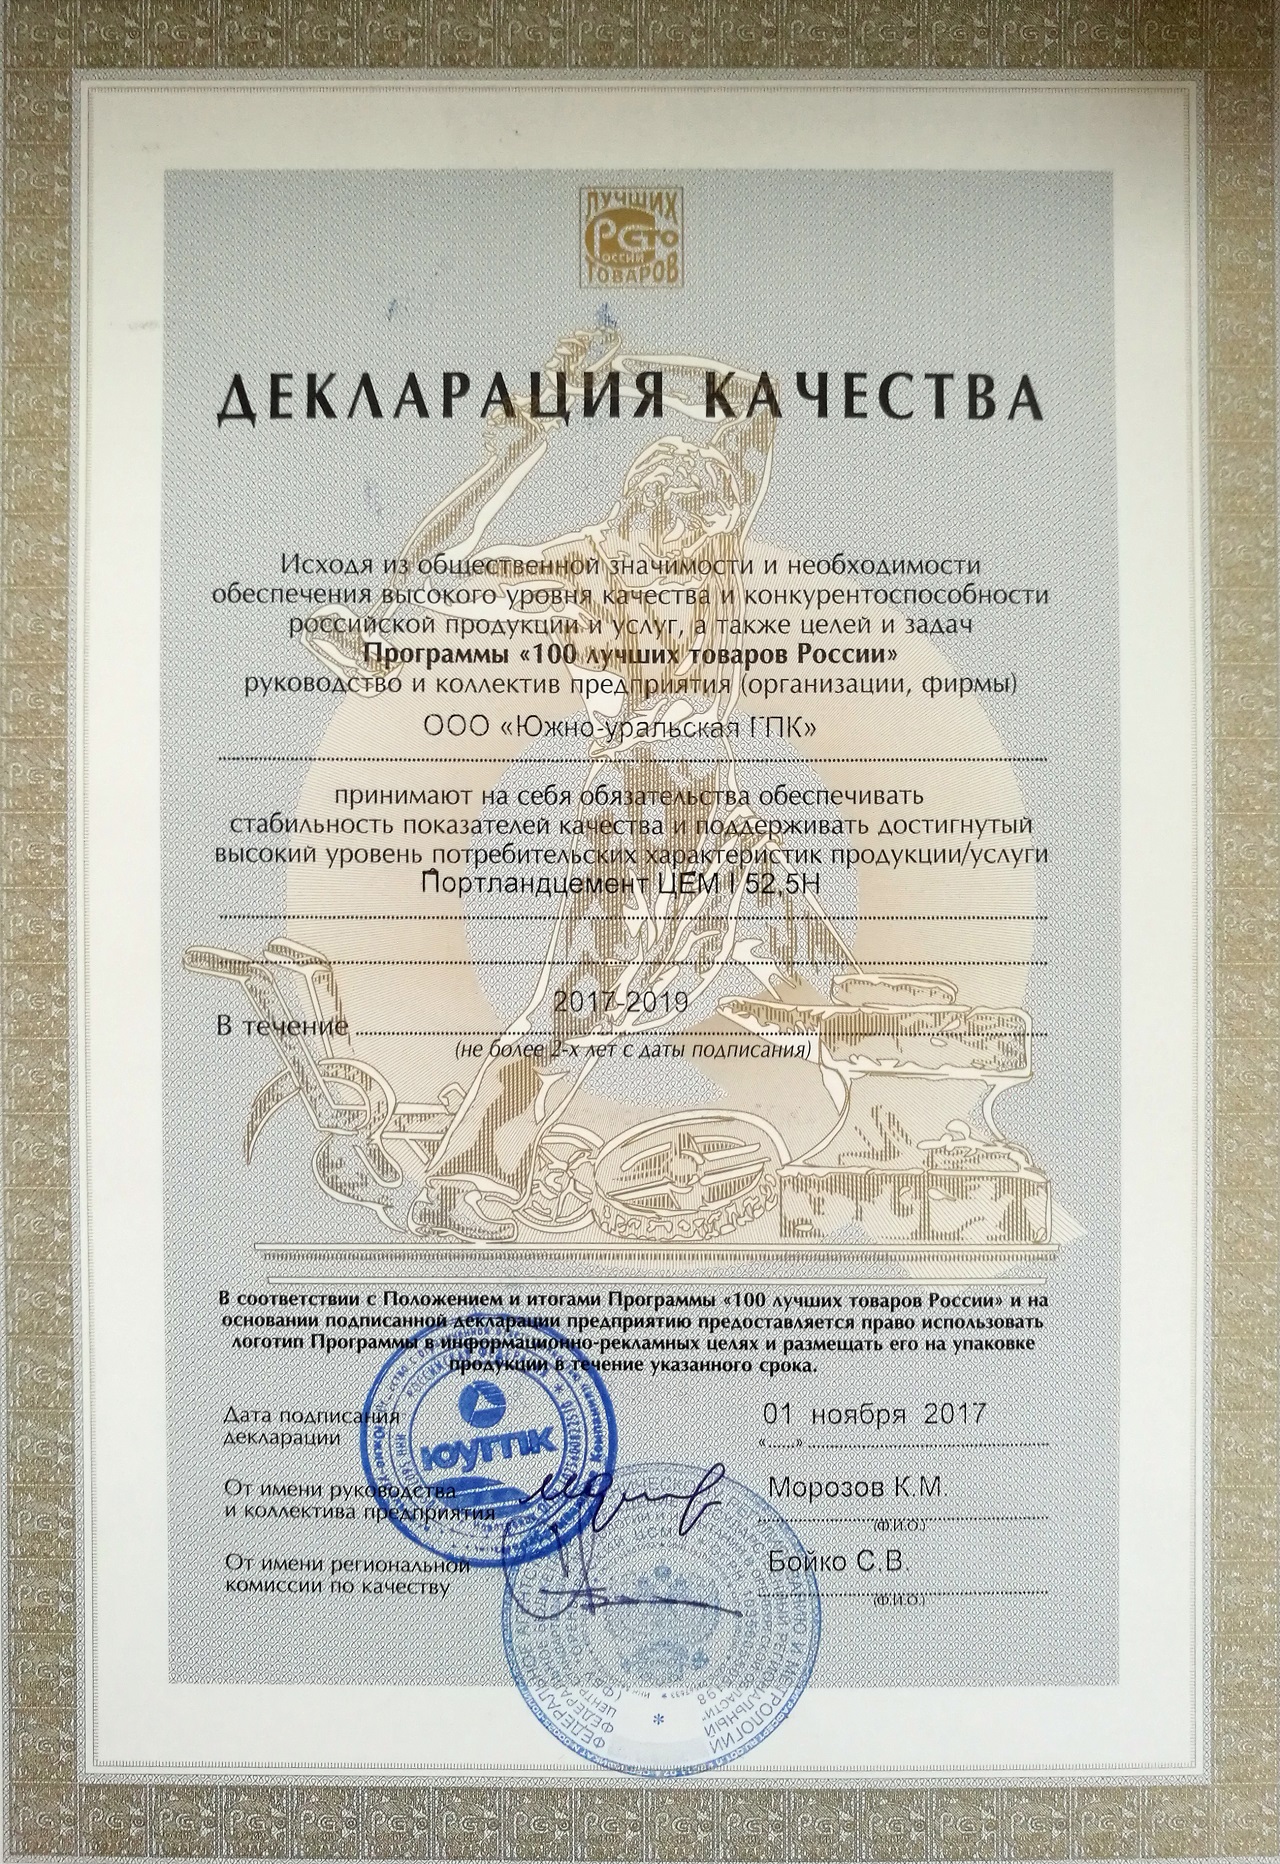 ЛУЧШИХ
РСТО
РОССИИ
ТОВАРОВ
ДЕКЛАРАЦИЯ КАЧЕСТВА
Исходя из общественной значимости и необходимости
обеспечения высокого уровня качества и конкурентоспособности
российской продукции и услуг, а также целей и задач
Программы «100 лучших товаров России»
руководство и коллектив предприятия (организации, фирмы)
ООО «Южно-уральская ГПК»
принимают на себя обязательства обеспечивать
стабильность показателей качества и поддерживать достигнутый
высокий уровень потребительских характеристик продукции/услуги
Портландцемент ЦЕМ I 52,5Н
2017-2019
В течение
(не более 2-х лет с даты подписания)
В соответствии с Положением и итогами Программы «100 лучших товаров России» и на
основании подписанной декларации предприятию предоставляется право использовать
логотип Программы в информационно-рекламных целях и размещать его на упаковке
продукции в течение указанного срока.
Дата подписания
декларации
01 ноября 2017
«......»
ЮУГПК
От имени руководства
и коллектива предприятия
Морозов К.М.
(Ф.И.О.)
От имени региональной
комиссии по качеству
Бойко С.В.
(Ф.И.О.)